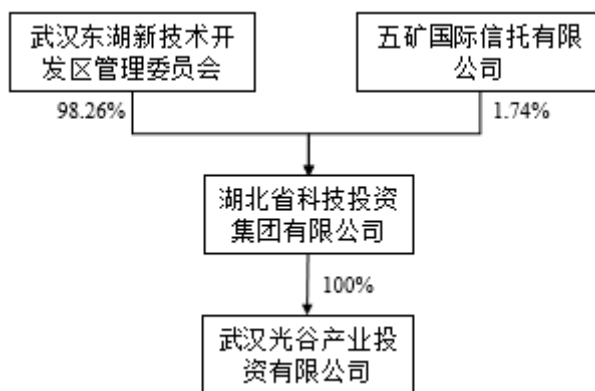 武汉东湖新技术开
发区管理委员会
五矿国际信托有限
公司
98.26%
1.74%
湖北省科技投资
集团有限公司
100%
武汉光谷产业投
资有限公司